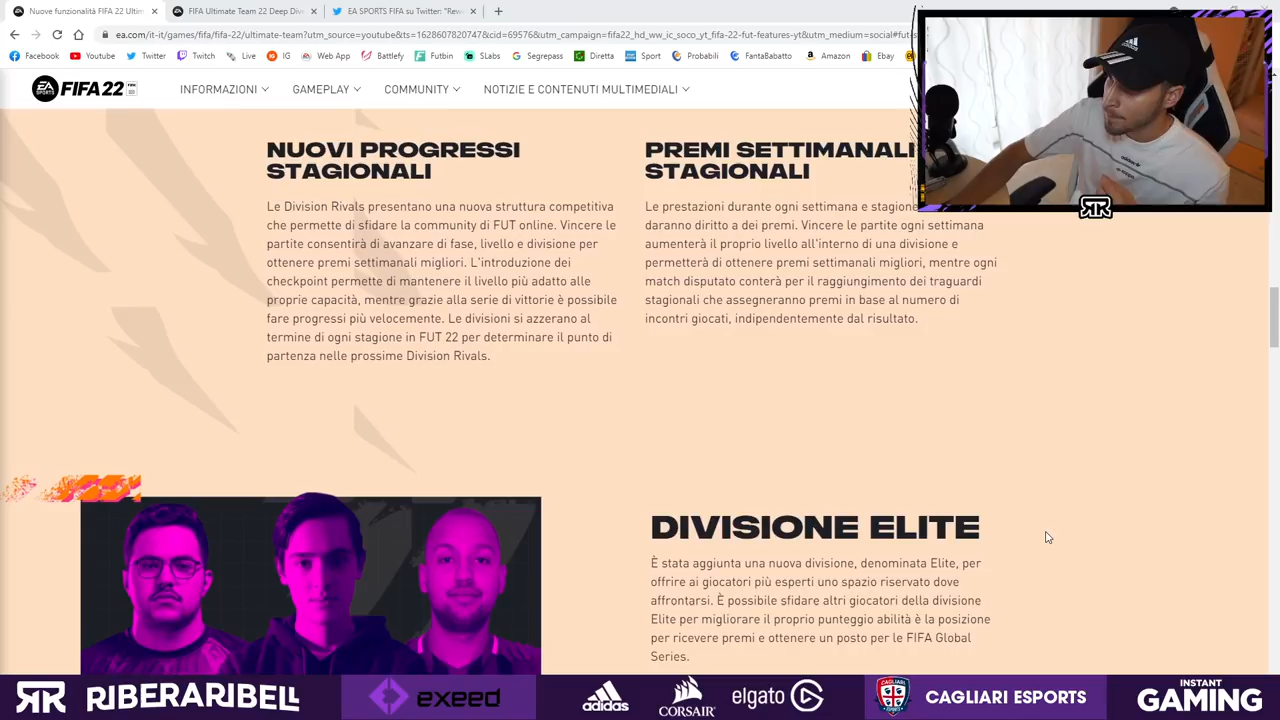 Nuove funzionalità FIFA 22 Ultim
FIFA Ultimate Team 22 Deep Div
EA SPORTS FIFA su Twitter: "Rew
ea.com/it-it/games/fifa/fifa-22/ultimate-team?utm_source=youtube&ts=1628607820747&cid=69576&utm_campaign=fifa22_hd_ww_ic_soco_yt_fifa-22-fut-features-yt&utm_medium=social#fut-s
Facebook Youtube Twitter Twitch Live IG Web App Battlefy Futbin SLabs Segrepass Diretta Sport Probabili FantaBabatto Amazon Ebay
EA SPORTS FIFA 22
INFORMAZIONI GAMEPLAY COMMUNITY NOTIZIE E CONTENUTI MULTIMEDIALI
NUOVI PROGRESSI
STAGIONALI
Le Division Rivals presentano una nuova struttura competitiva
che permette di sfidare la community di FUT online. Vincere le
partite consentirà di avanzare di fase, livello e divisione per
ottenere premi settimanali migliori. L'introduzione dei
checkpoint permette di mantenere il livello più adatto alle
proprie capacità, mentre grazie alla serie di vittorie è possibile
fare progressi più velocemente. Le divisioni si azzerano al
termine di ogni stagione in FUT 22 per determinare il punto di
partenza nelle prossime Division Rivals.
PREMI SETTIMANALI
STAGIONALI
Le prestazioni durante ogni settimana e stagione
daranno diritto a dei premi. Vincere le partite ogni settimana
aumenterà il proprio livello all'interno di una divisione e
permetterà di ottenere premi settimanali migliori, mentre ogni
match disputato conterà per il raggiungimento dei traguardi
stagionali che assegneranno premi in base al numero di
incontri giocati, indipendentemente dal risultato.
DIVISIONE ELITE
È stata aggiunta una nuova divisione, denominata Elite, per
offrire ai giocatori più esperti uno spazio riservato dove
affrontarsi. È possibile sfidare altri giocatori della divisione
Elite per migliorare il proprio punteggio abilità è la posizione
per ricevere premi e ottenere un posto per le FIFA Global
Series.
RR RIBERARIBELL exeed adidas CORSAIR elgato CAGLIARI ESPORTS INSTANT
GAMING